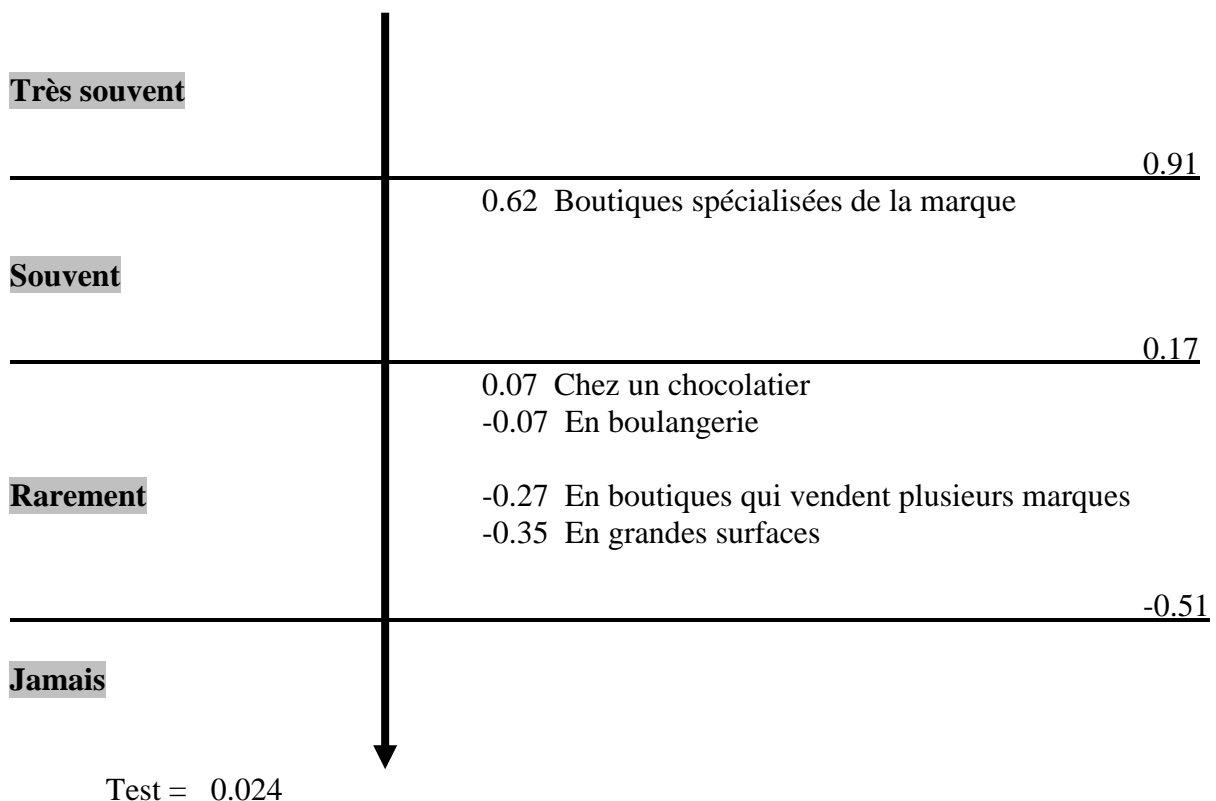 Très souvent
0.91
0.62 Boutiques spécialisées de la marque
Souvent
0.17
0.07 Chez un chocolatier
-0.07 En boulangerie
Rarement
-0.27 En boutiques qui vendent plusieurs marques
-0.35 En grandes surfaces
-0.51
Jamais
Test = 0.024